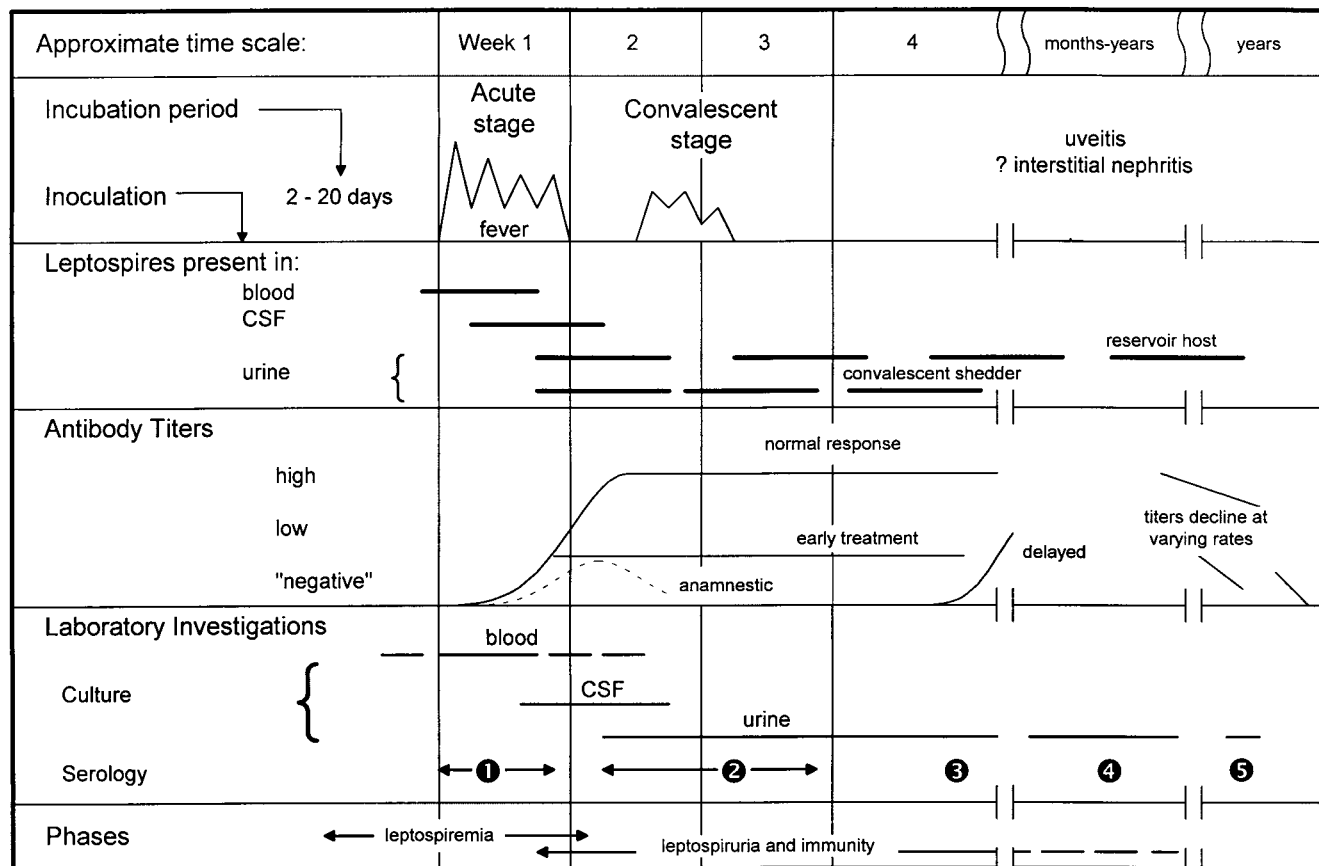 Approximate time scale: Week 1 2 3 4 months-years years
Incubation period
Acute
stage
Convalescent
stage
uveitis
? interstitial nephritis
Inoculation
2 - 20 days
fever
Leptospires present in:
blood
CSF
urine {
reservoir host
convalescent shedder
Antibody Titers
normal response
high
low
early treatment
titers decline at
varying rates
delayed
"negative"
anamnestic
Laboratory Investigations
blood
Culture {
CSF
urine
Serology ❶ ❷ ❸ ❹ ❺
Phases
leptospiremia
leptospiruria and immunity